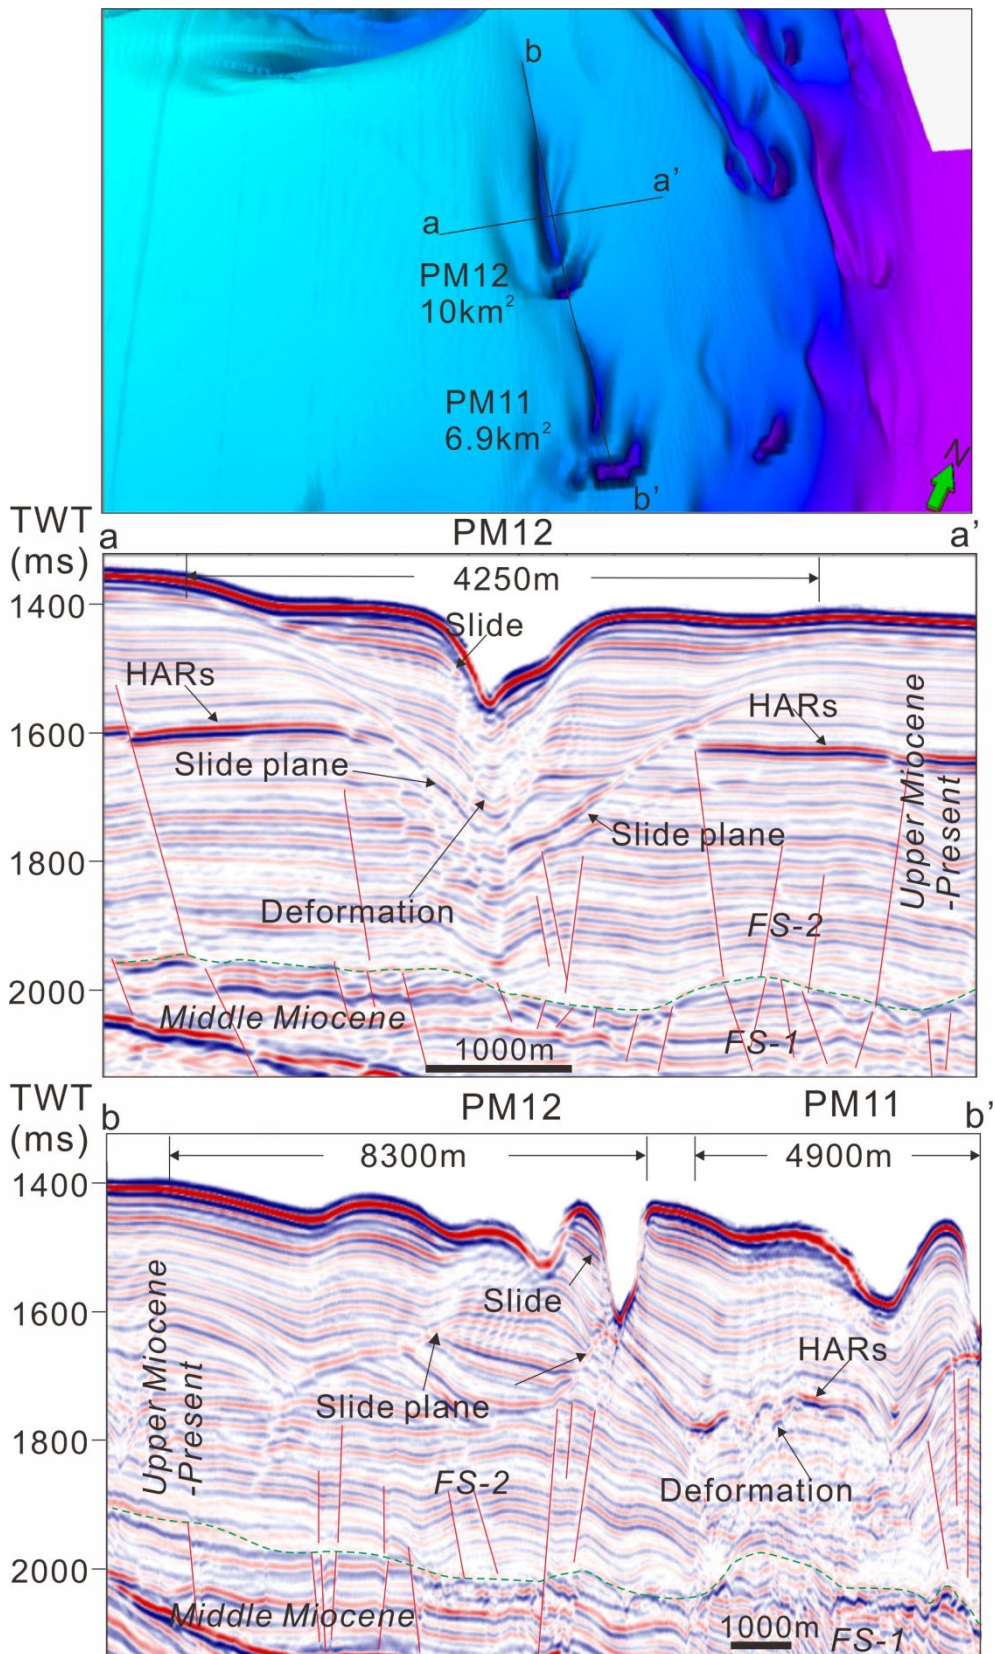 b
a'
a
PM12
10km²
PM11
6.9km²
b'
N
TWT
(ms)
a
PM12
a'
4250m
1400
Slide
HARs
HARs
1600
Slide plane
Slide plane
1800
Deformation
Upper Miocene
-Present
FS-2
2000
Middle Miocene
FS-1
1000m
TWT
(ms)
b
PM12
PM11
b'
8300m
4900m
1400
Slide
1600
HARs
Slide plane
Upper Miocene
-Present
1800
Deformation
FS-2
2000
Middle Miocene
1000m
FS-1